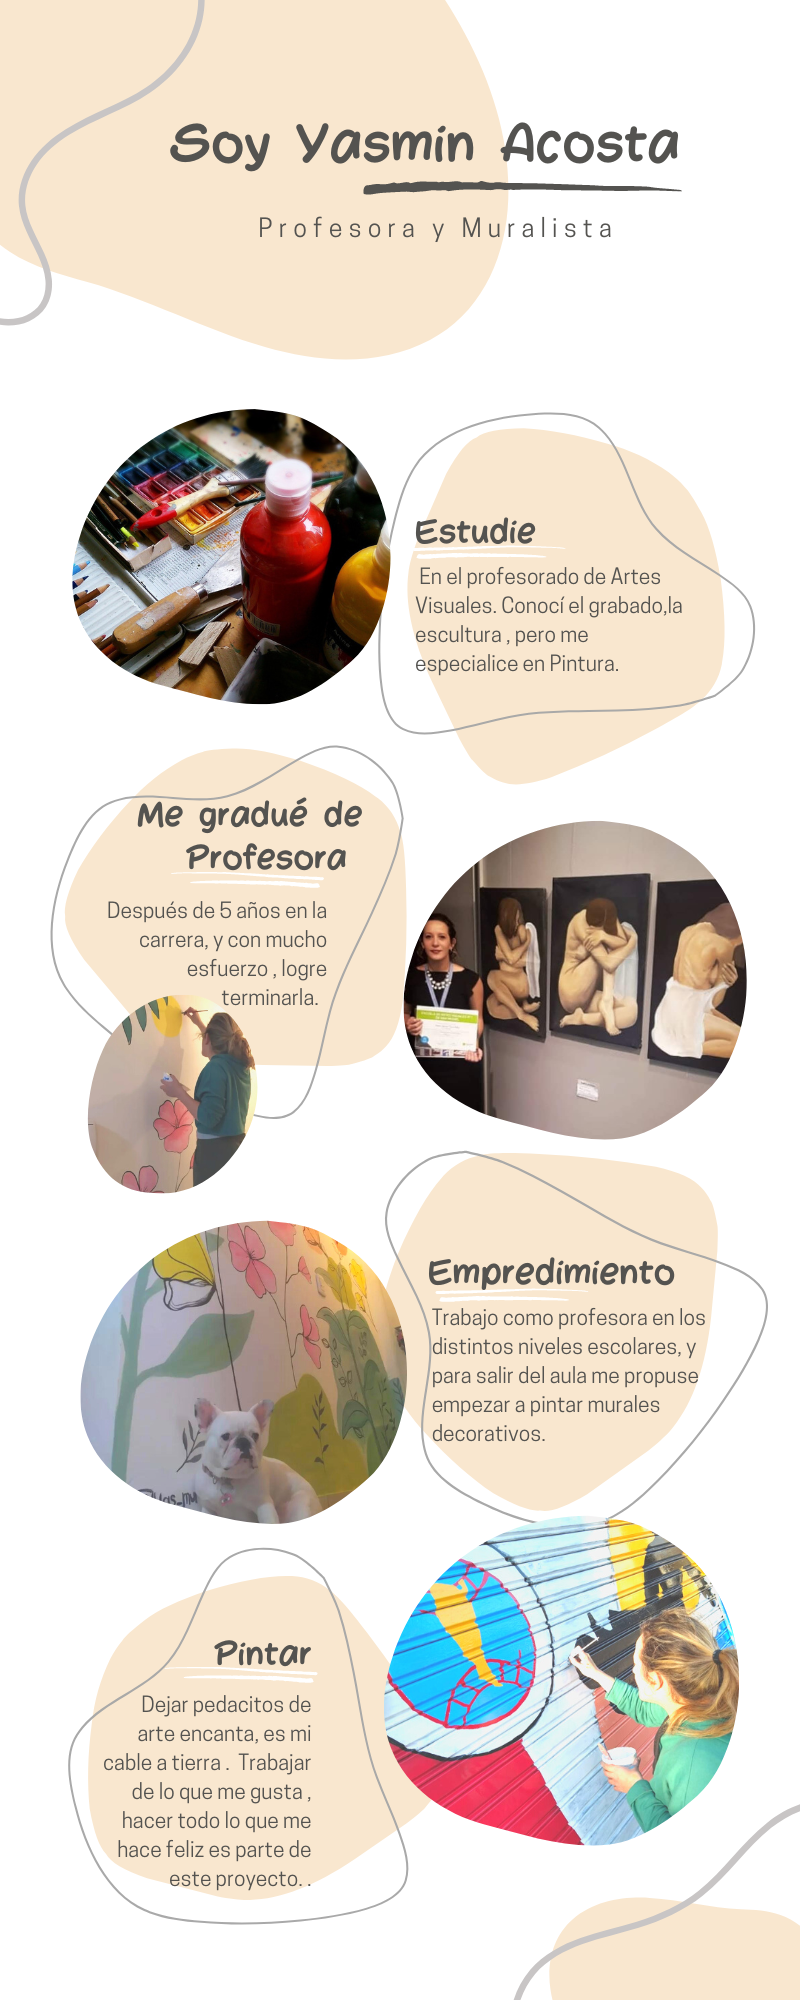 Soy Yasmin Acosta
Profesora y Muralista
Estudie
En el profesorado de Artes
Visuales. Conocí el grabado,la
escultura , pero me
especialice en Pintura.
Me gradué de
Profesora
Después de 5 años en la
carrera, y con mucho
esfuerzo , logre
terminarla.
Empredimiento
Trabajo como profesora en los
distintos niveles escolares, y
para salir del aula me propuse
empezar a pintar murales
decorativos.
Pintar
Dejar pedacitos de
arte encanta, es mi
cable a tierra .  Trabajar
de lo que me gusta ,
hacer todo lo que me
hace feliz es parte de
este proyecto. .